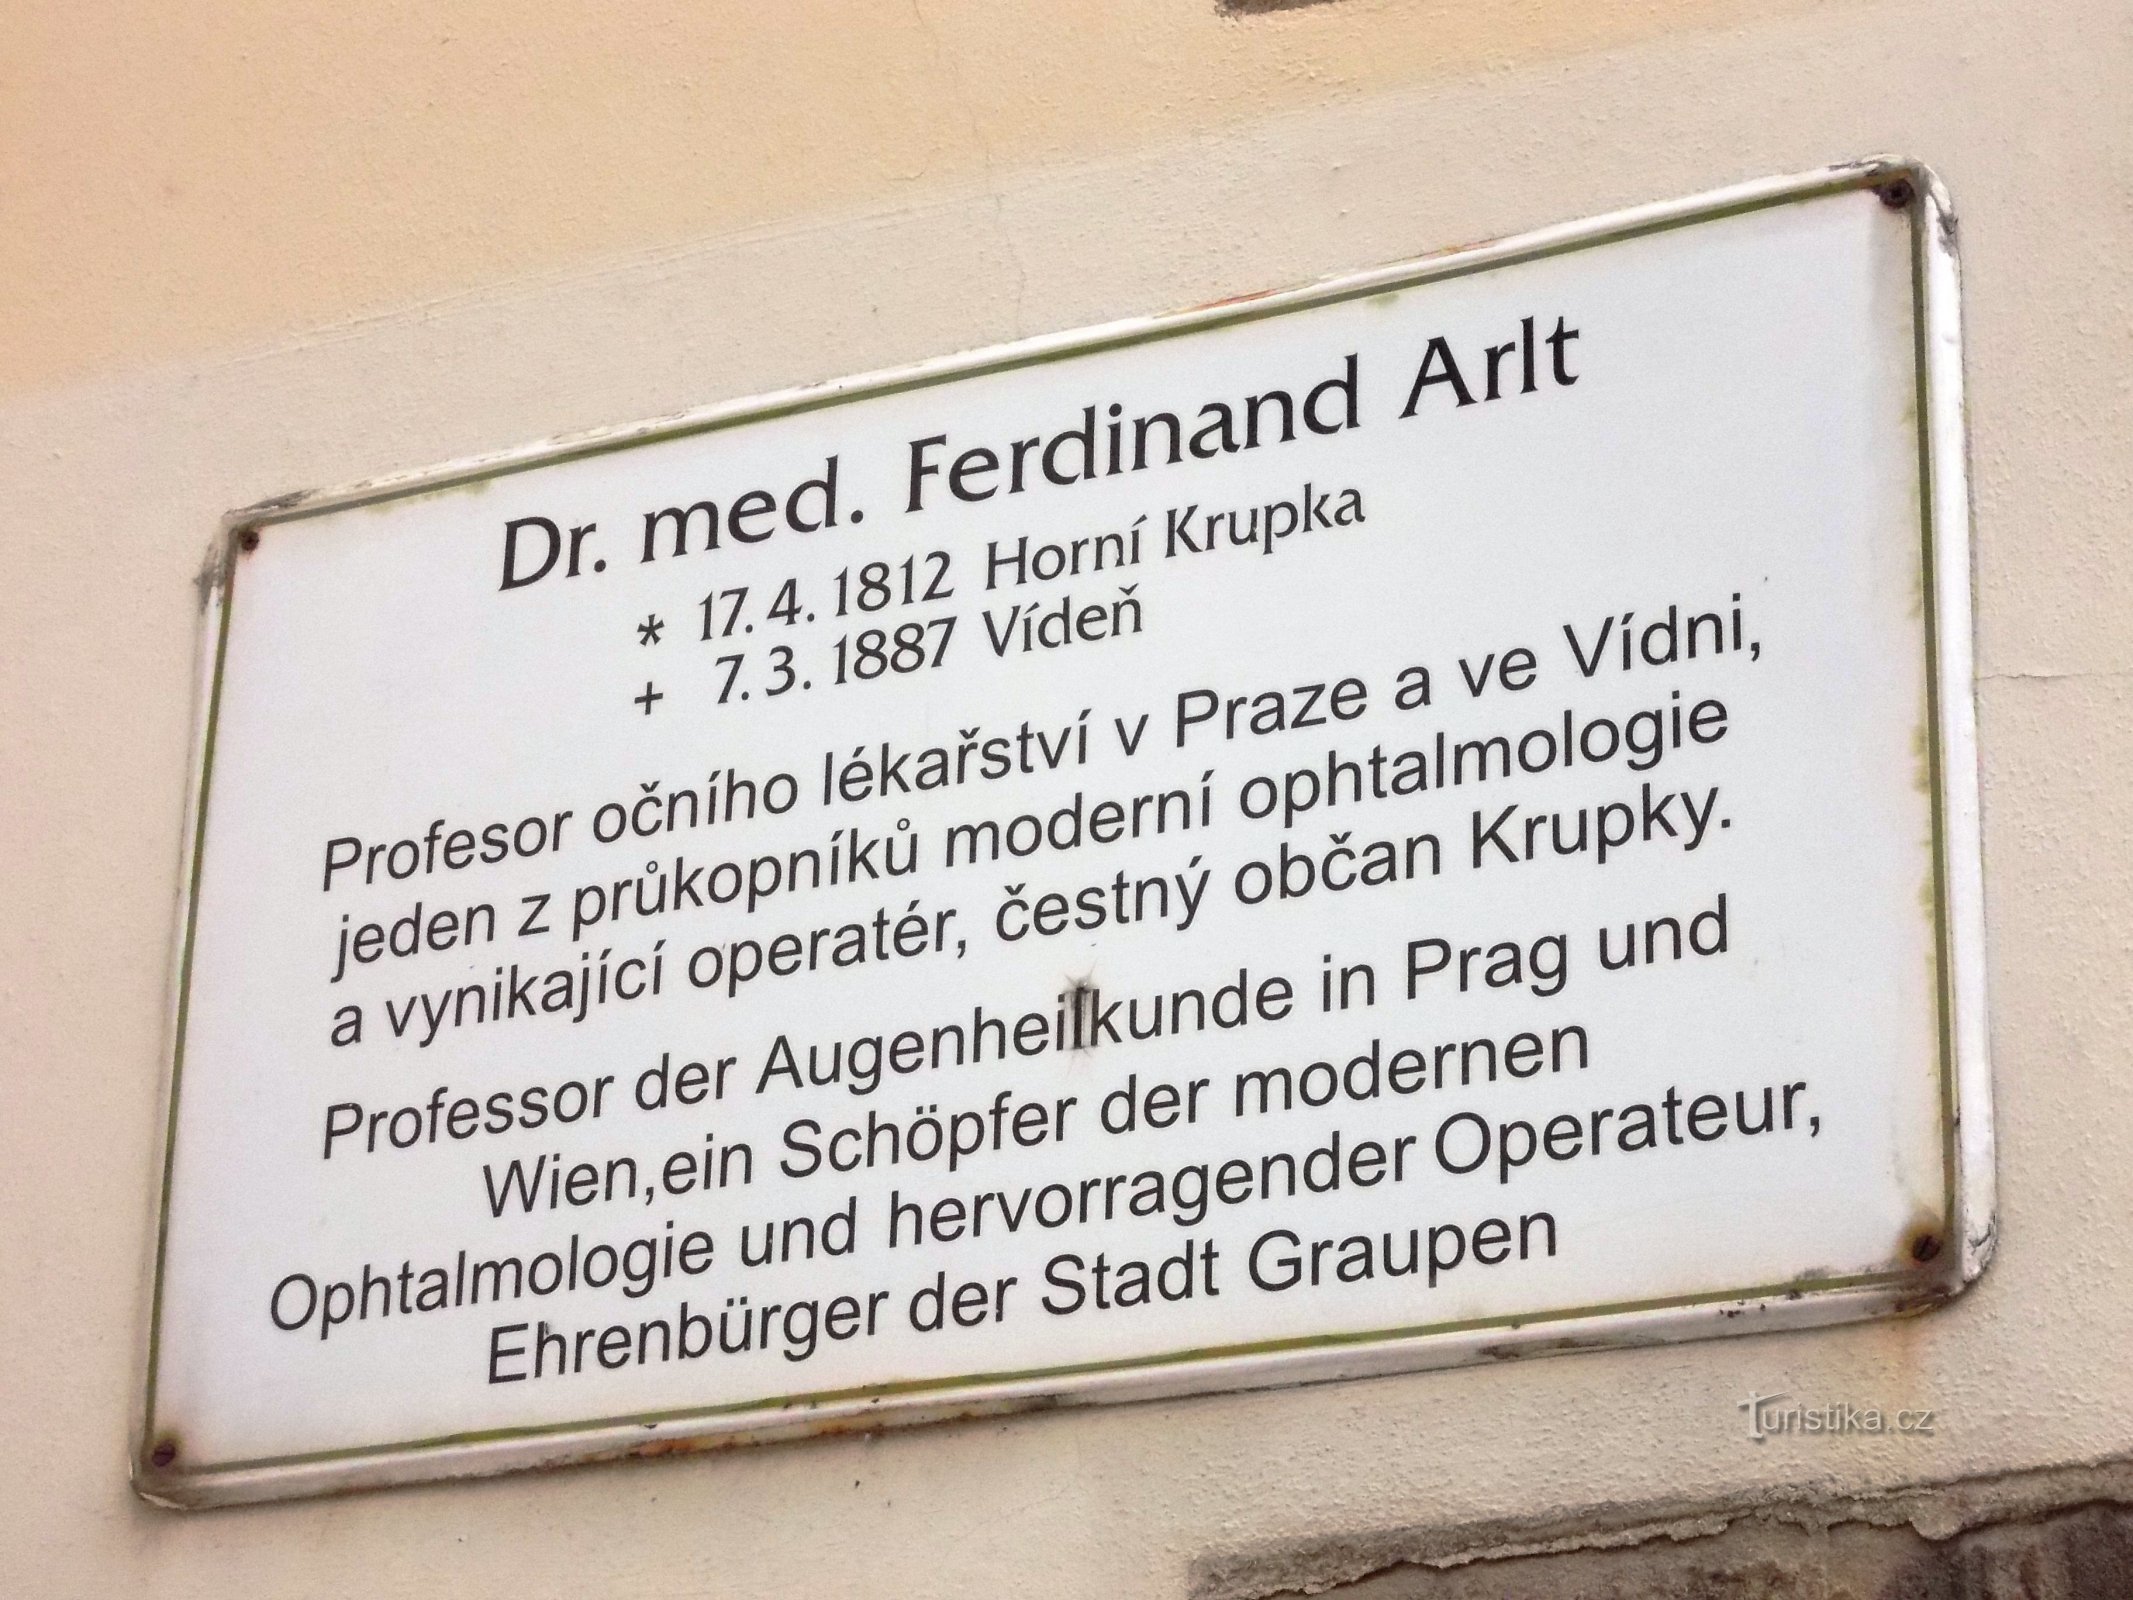 Dr. med. Ferdinand Arlt
* 17. 4. 1812 Horní Krupka
+ 7. 3. 1887 Vídeň
Profesor očního lékařství v Praze a ve Vídni,
jeden z průkopníků moderní ophtalmologie
a vynikající operatér, čestný občan Krupky.
Professor der Augenheilkunde in Prag und
Wien,ein Schöpfer der modernen
Ophtalmologie und hervorragender Operateur,
Ehrenbürger der Stadt Graupen
Turistika.cz